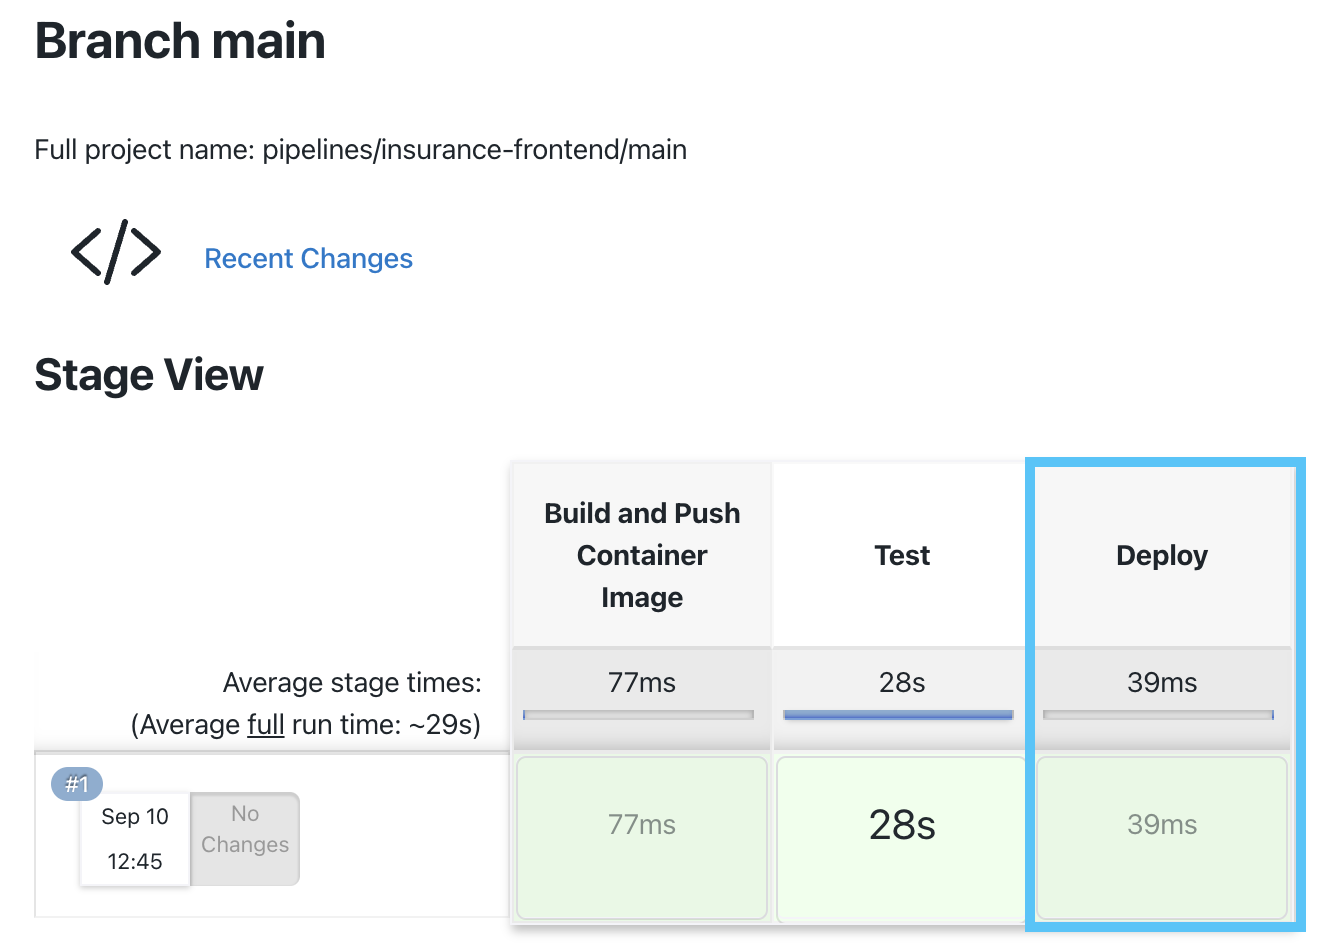 Branch main
Full project name: pipelines/insurance-frontend/main
</> Recent Changes
Stage View
Build and Push
Container
Image
Test
Deploy
Average stage times:
(Average full run time: ~29s)
77ms
28s
39ms
#1
Sep 10
12:45
No
Changes
77ms
28s
39ms